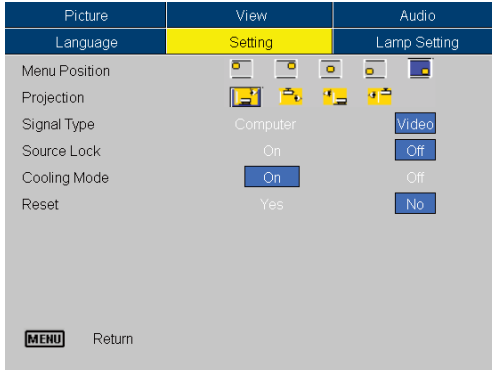 Picture View Audio
Language Setting Lamp Setting
Menu Position
Projection
Signal Type Computer Video
Source Lock On Off
Cooling Mode On Off
Reset Yes No
MENU Return